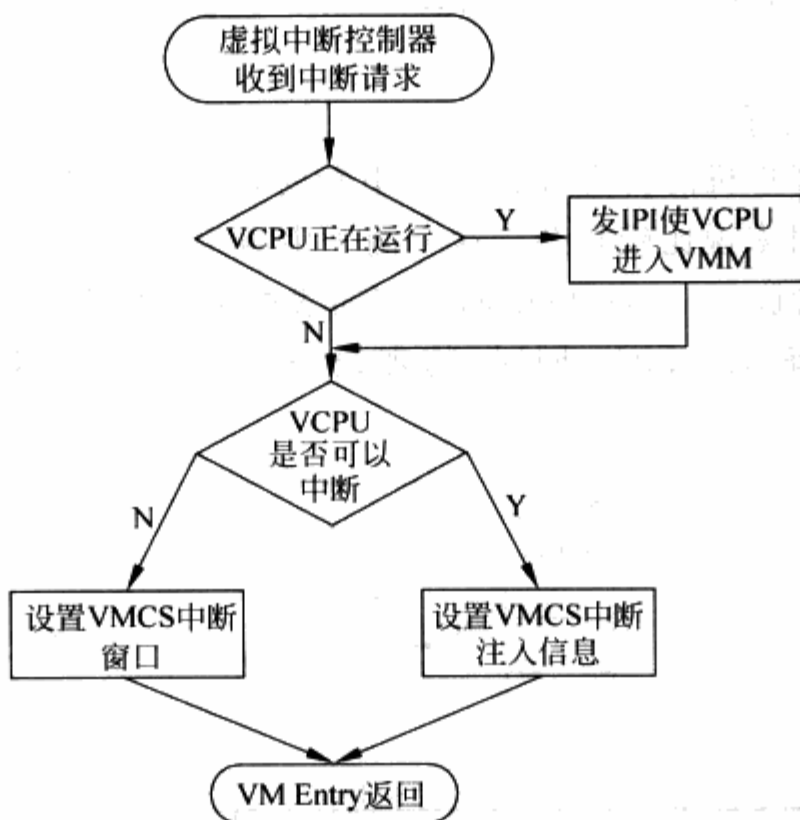 虚拟中断控制器
收到中断请求
VCPU正在运行
Y
发IPI使VCPU
进入VMM
N
VCPU
是否可以
中断
N
Y
设置VMCS中断
窗口
设置VMCS中断
注入信息
VM Entry返回